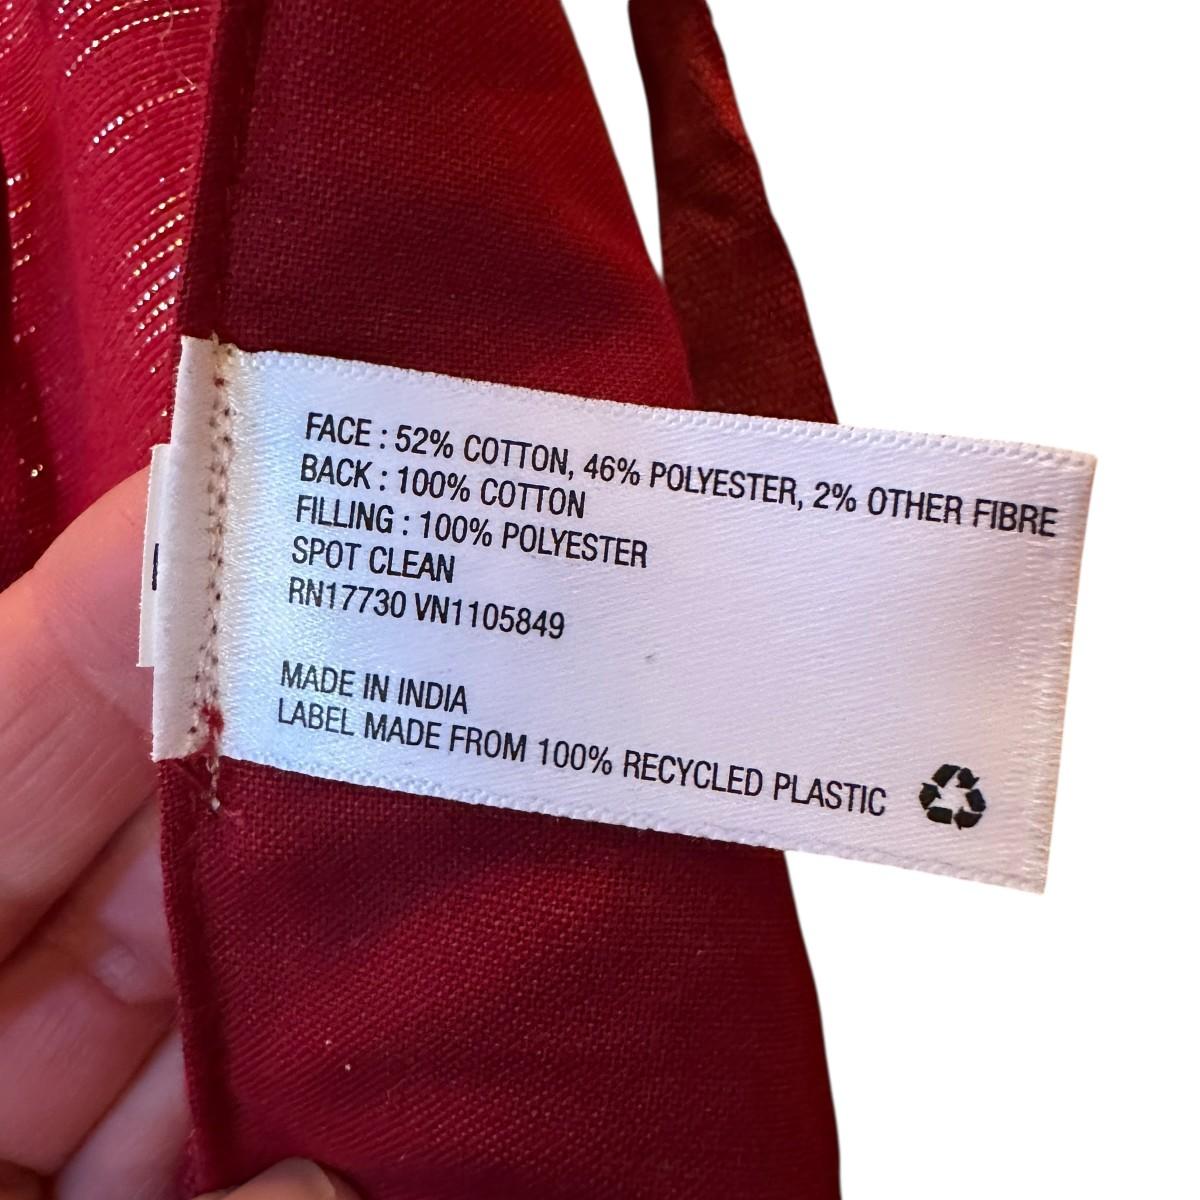 FACE : 52% COTTON, 46% POLYESTER, 2% OTHER FIBRE
BACK : 100% COTTON
FILLING : 100% POLYESTER
SPOT CLEAN
RN17730 VN1105849
MADE IN INDIA
LABEL MADE FROM 100% RECYCLED PLASTIC